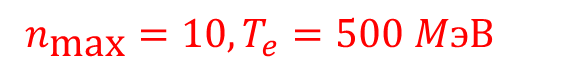 n_max = 10, T_e = 500 МэВ